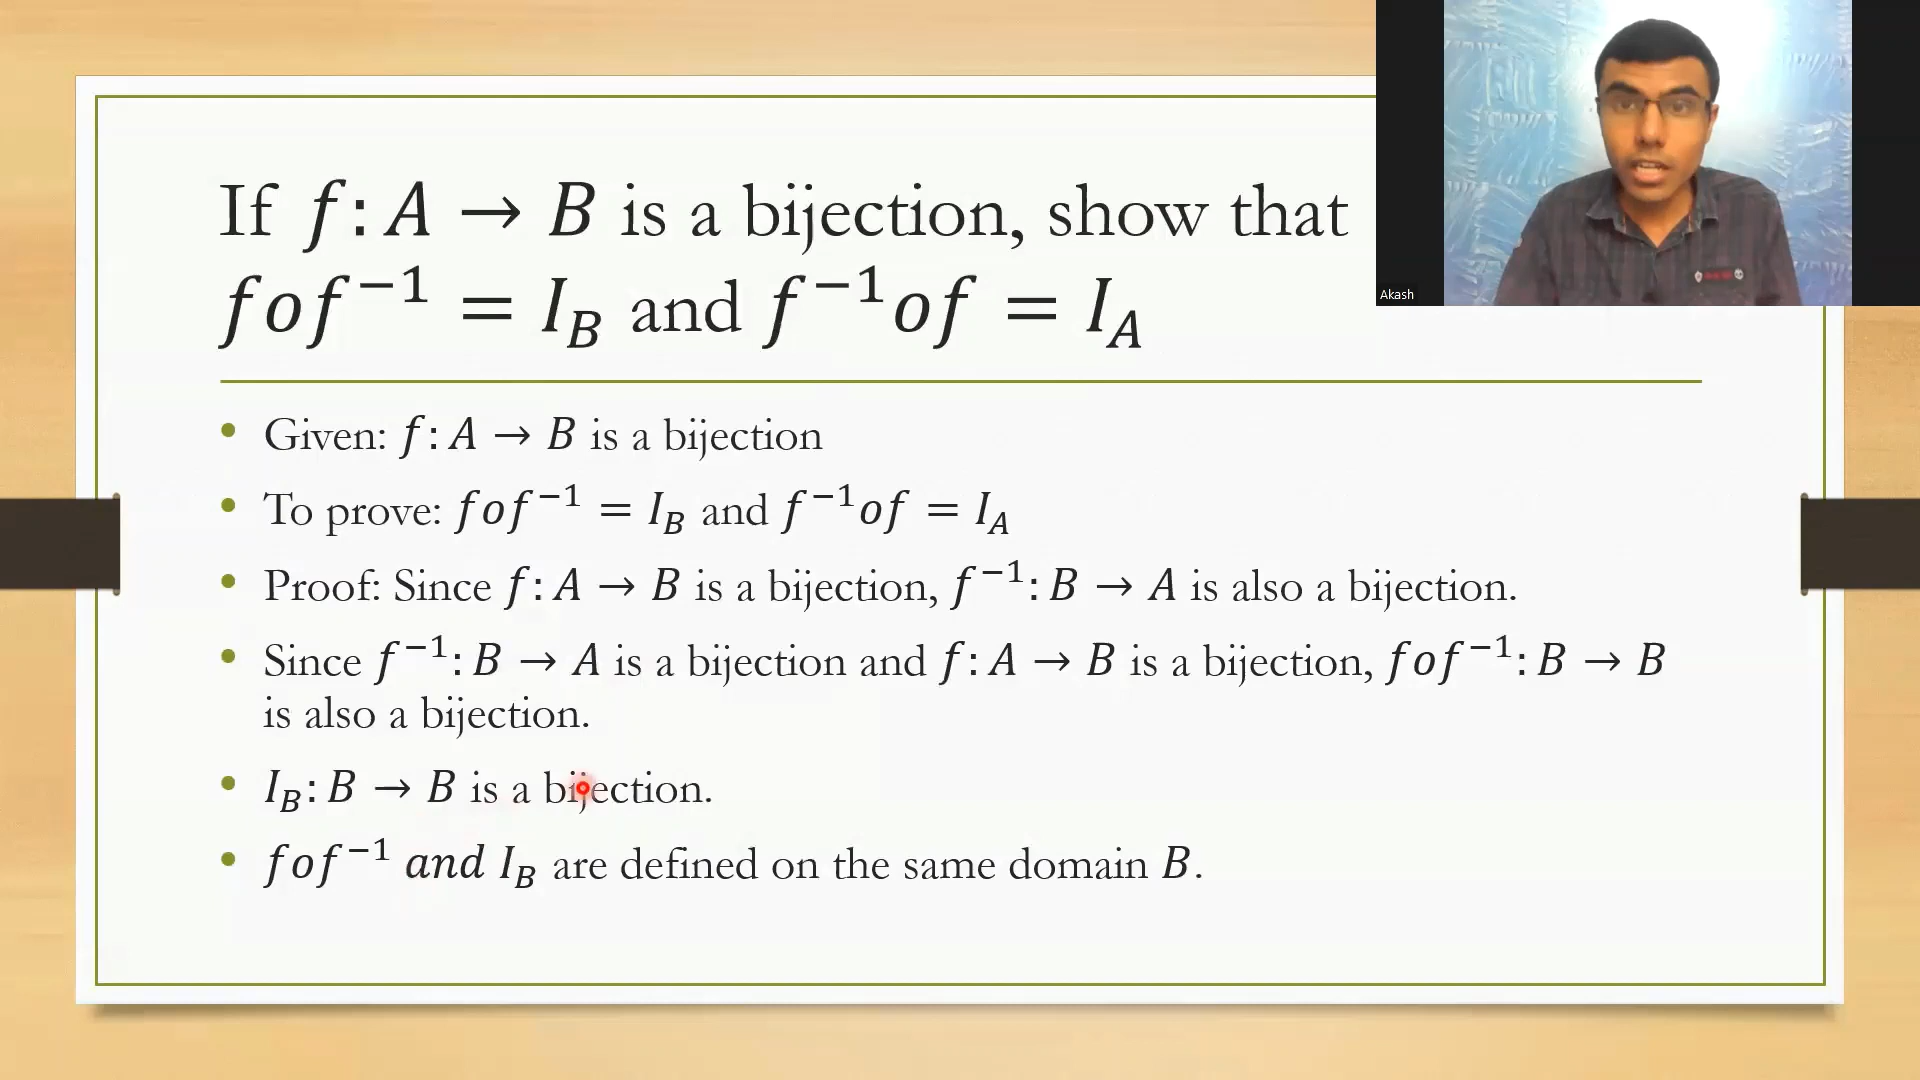 If f: A → B is a bijection, show that
fof⁻¹ = I_B and f⁻¹of = I_A
Akash
• Given: f: A → B is a bijection
• To prove: fof⁻¹ = I_B and f⁻¹of = I_A
• Proof: Since f: A → B is a bijection, f⁻¹: B → A is also a bijection.
• Since f⁻¹: B → A is a bijection and f: A → B is a bijection, fof⁻¹: B → B
is also a bijection.
• I_B: B → B is a bijection.
• fof⁻¹ and I_B are defined on the same domain B.